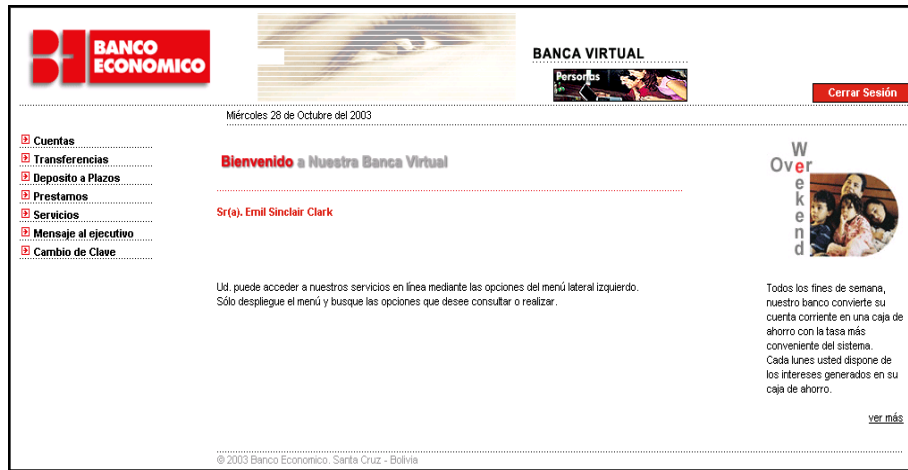 BANCO
ECONOMICO
BANCA VIRTUAL
Personas
Cerrar Sesión
Miércoles 28 de Octubre del 2003
Cuentas
Transferencias
Deposito a Plazos
Prestamos
Servicios
Mensaje al ejecutivo
Cambio de Clave
Bienvenido a Nuestra Banca Virtual
Sr(a). Emil Sinclair Clark
Ud. puede acceder a nuestros servicios en línea mediante las opciones del menú lateral izquierdo.
Sólo despliegue el menú y busque las opciones que desee consultar o realizar.
Over
Weekend
Todos los fines de semana,
nuestro banco convierte su
cuenta corriente en una caja de
ahorro con la tasa más
conveniente del sistema.
Cada lunes usted dispone de
los intereses generados en su
caja de ahorro.
ver más
© 2003 Banco Economico. Santa Cruz - Bolivia